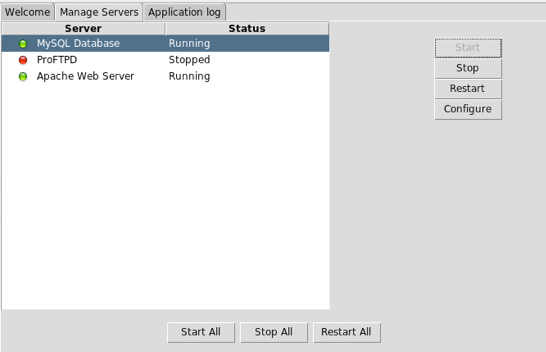 Welcome Manage Servers Application log
Server Status
MySQL Database Running
ProFTPD Stopped
Apache Web Server Running
Start
Stop
Restart
Configure
Start All Stop All Restart All